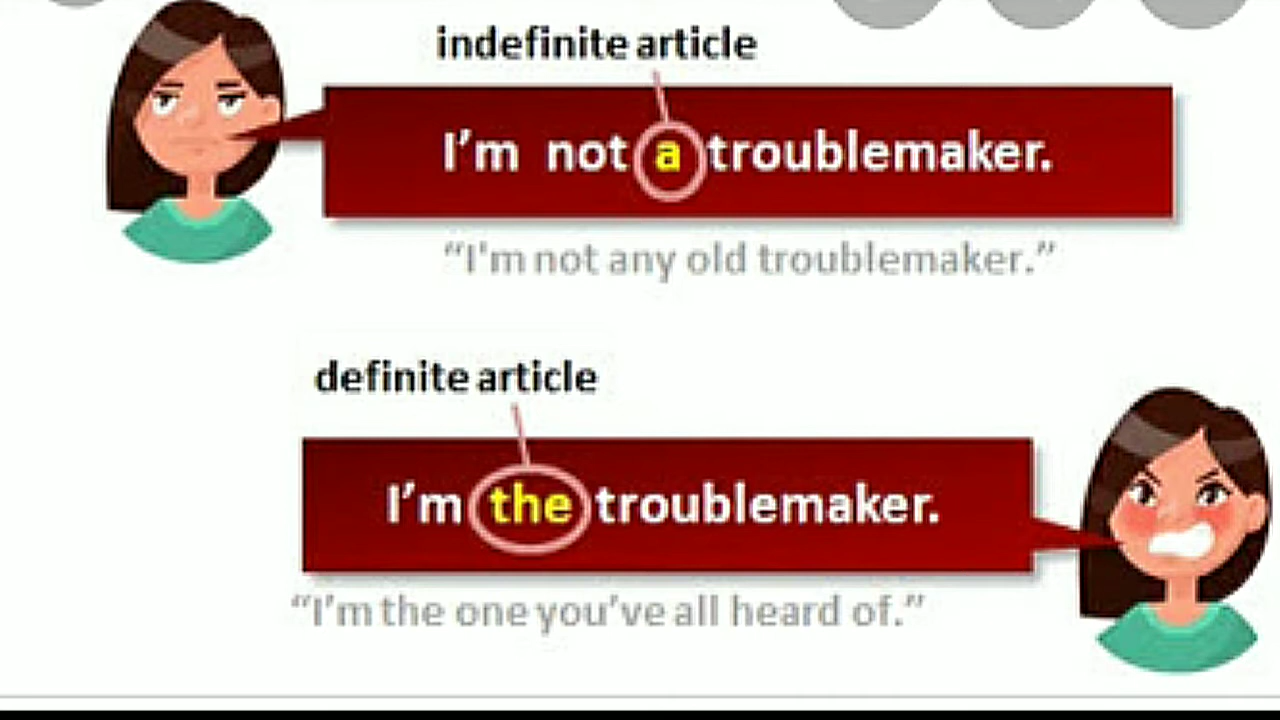 indefinite article
I'm not a troublemaker.
“I'm not any old troublemaker.”
definite article
I'm the troublemaker.
“I'm the one you've all heard of.”